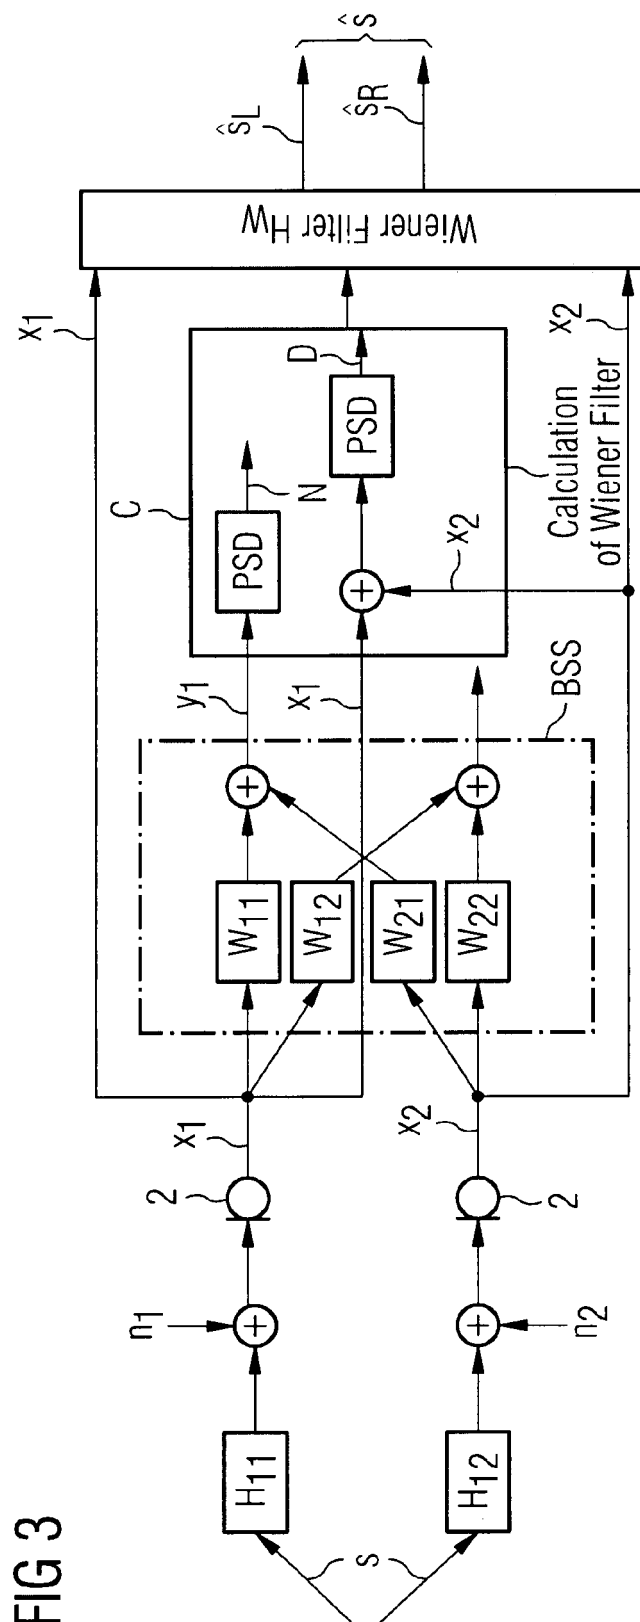 FIG 3
s
H11
H12
n1
n2
2
2
x1
x2
W11
W12
W21
W22
BSS
y1
x1
C
PSD
N
PSD
D
x2
Calculation
of Wiener Filter
x1
x2
Wiener Filter HW
ŝL
ŝR
ŝ